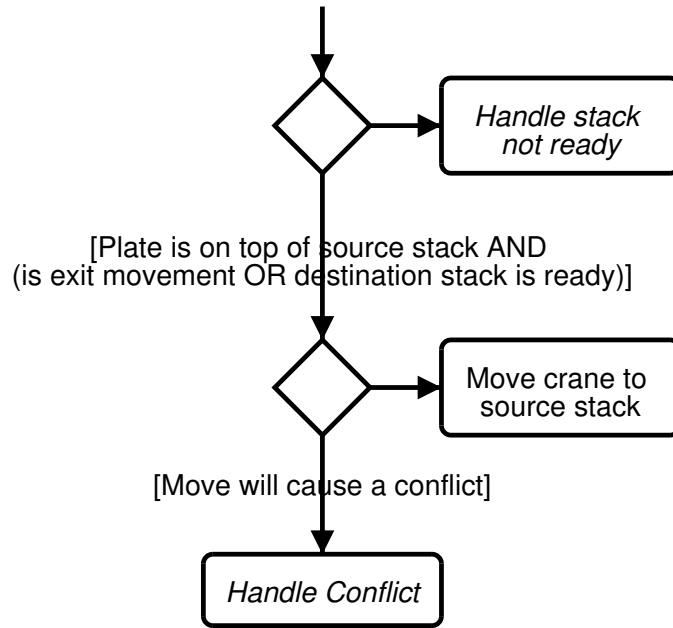 Handle stack
not ready
[Plate is on top of source stack AND
(is exit movement OR destination stack is ready)]
Move crane to
source stack
[Move will cause a conflict]
Handle Conflict